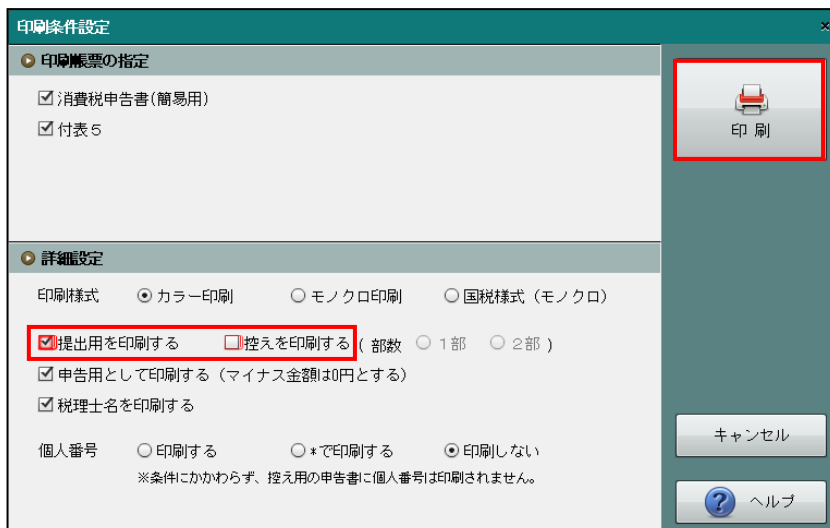 印刷条件設定
印刷帳票の指定
消費税申告書(簡易用)
付表５
印 刷
詳細設定
印刷様式 カラー印刷 モノクロ印刷 国税様式（モノクロ）
提出用を印刷する 控えを印刷する ( 部数 １部 ２部 )
申告用として印刷する（マイナス金額は0円とする）
税理士名を印刷する
個人番号 印刷する *で印刷する 印刷しない
※条件にかかわらず、控え用の申告書に個人番号は印刷されません。
キャンセル
ヘルプ